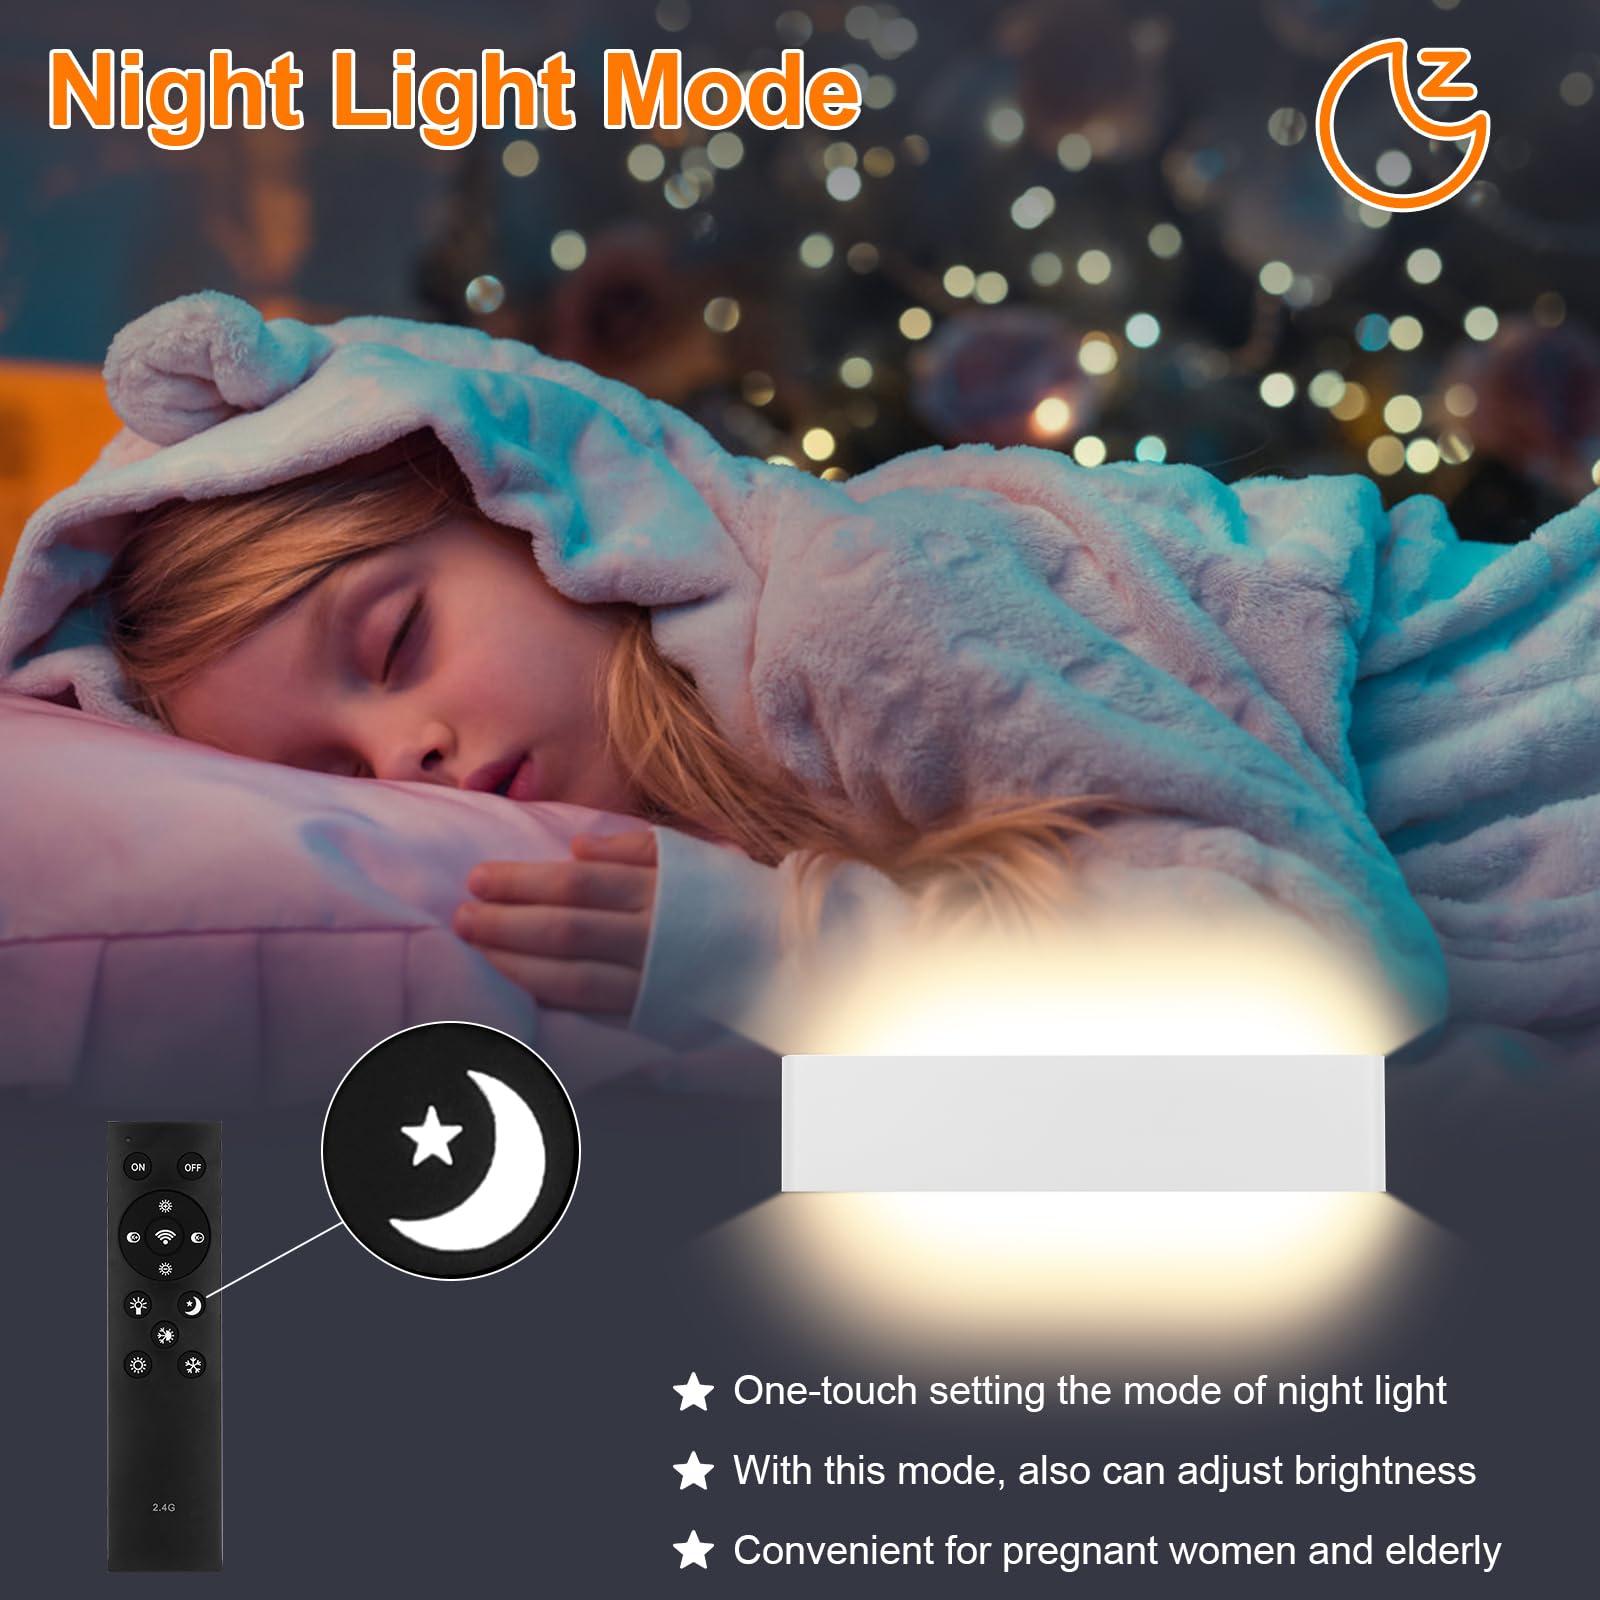 Night Light Mode
Z
ON OFF
2.4G
One-touch setting the mode of night light
With this mode, also can adjust brightness
Convenient for pregnant women and elderly